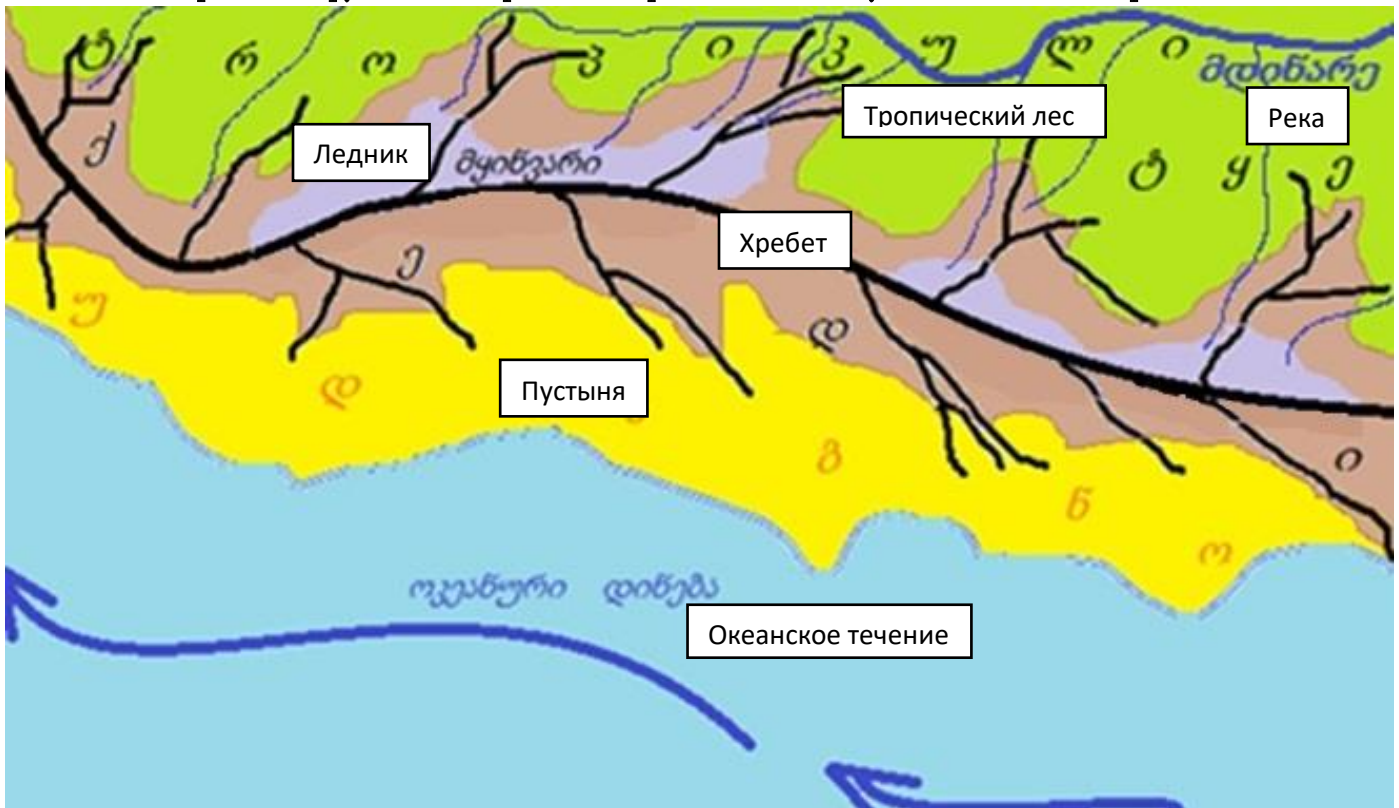 ტ რ ო პ ი კ უ ლ ი
მდინარე
Тропический лес
Река
Ледник
მყინვარი
ტ ყ ე
ქ ე დ ი
Хребет
Пустыня
უ დ ბ ნ ო
ოკეანური დინება
Океанское течение